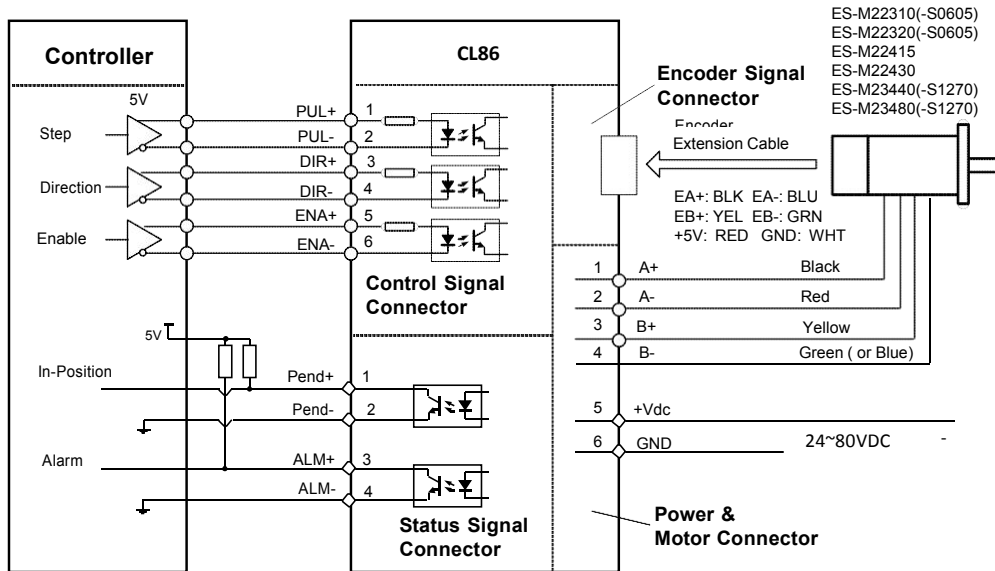 ES-M22310(-S0605)
ES-M22320(-S0605)
ES-M22415
ES-M22430
ES-M23440(-S1270)
ES-M23480(-S1270)
Controller
CL86
Encoder Signal
Connector
Encoder
Extension Cable
5V
Step
PUL+ 1
PUL- 2
Direction
DIR+ 3
DIR- 4
Enable
ENA+ 5
ENA- 6
EA+: BLK EA-: BLU
EB+: YEL EB-: GRN
+5V: RED GND: WHT
Control Signal
Connector
1 A+ Black
2 A- Red
3 B+ Yellow
4 B- Green ( or Blue)
5V
In-Position
Pend+ 1
Pend- 2
5 +Vdc
6 GND 24~80VDC -
Alarm
ALM+ 3
ALM- 4
Status Signal
Connector
Power &
Motor Connector